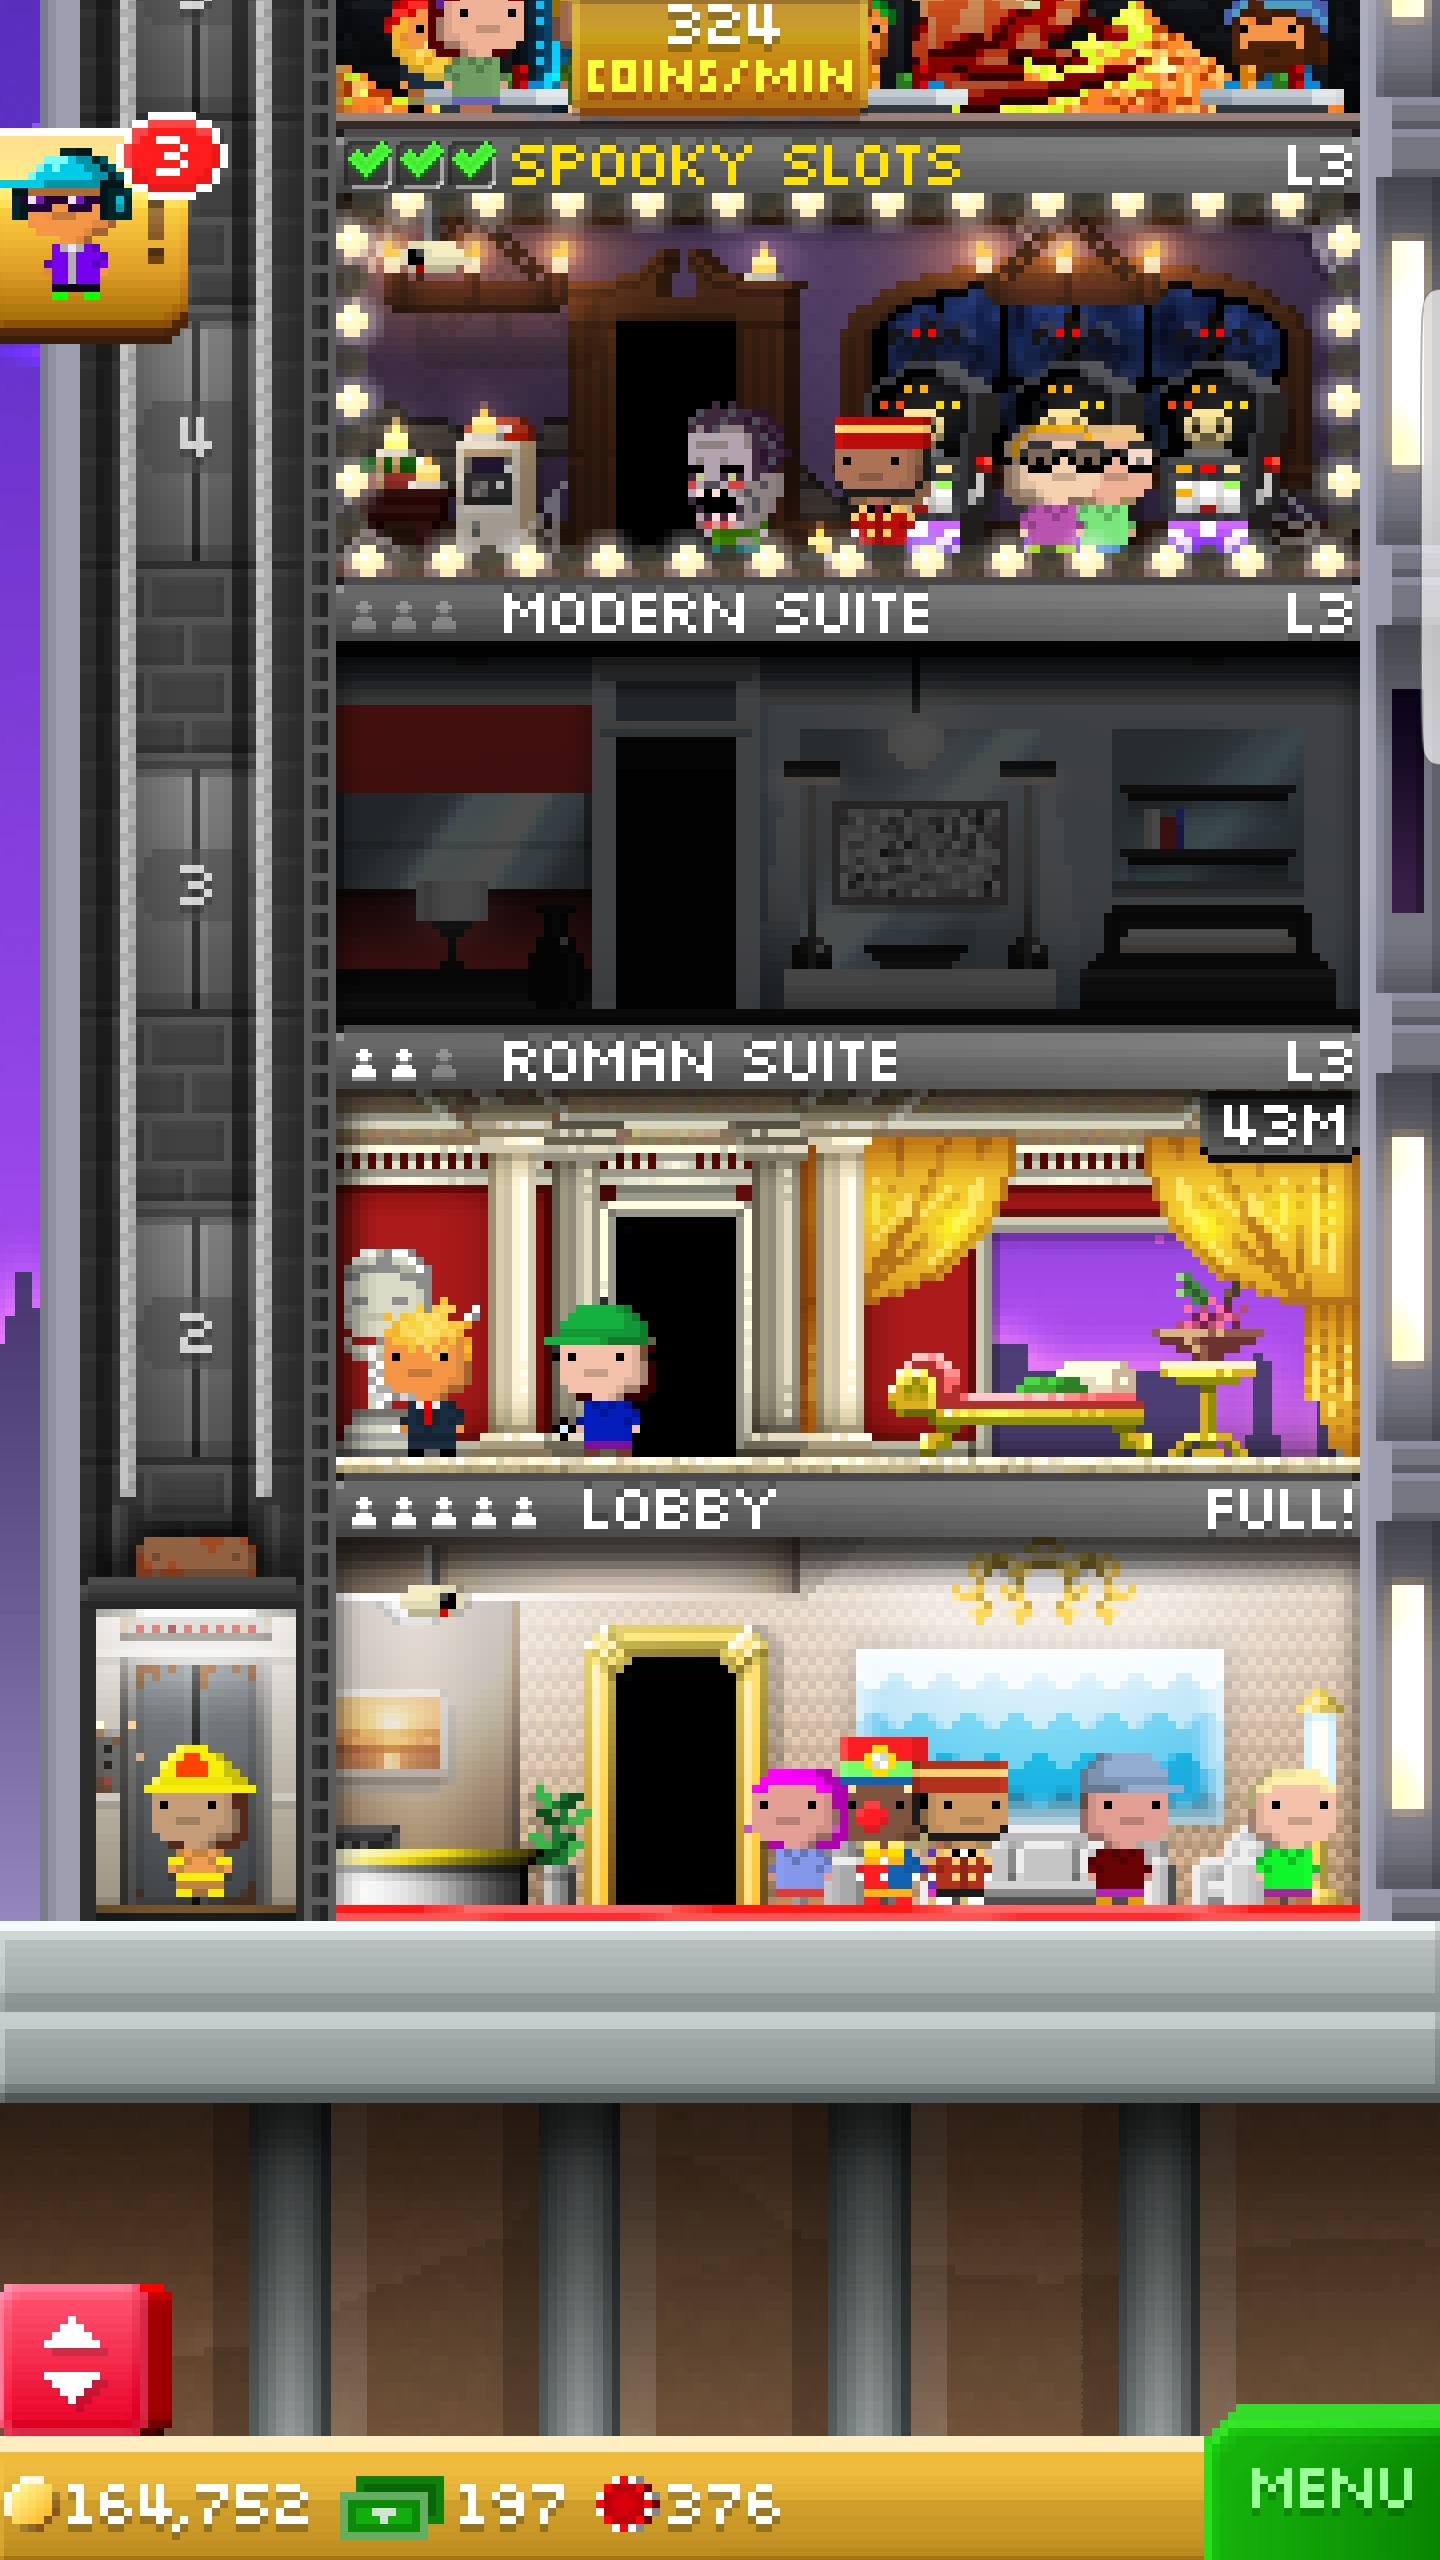 324
COINS/MIN
3
SPOOKY SLOTS L3
4
MODERN SUITE L3
3
ROMAN SUITE L3
43M
2
LOBBY FULL!
164,752 197 376
MENU